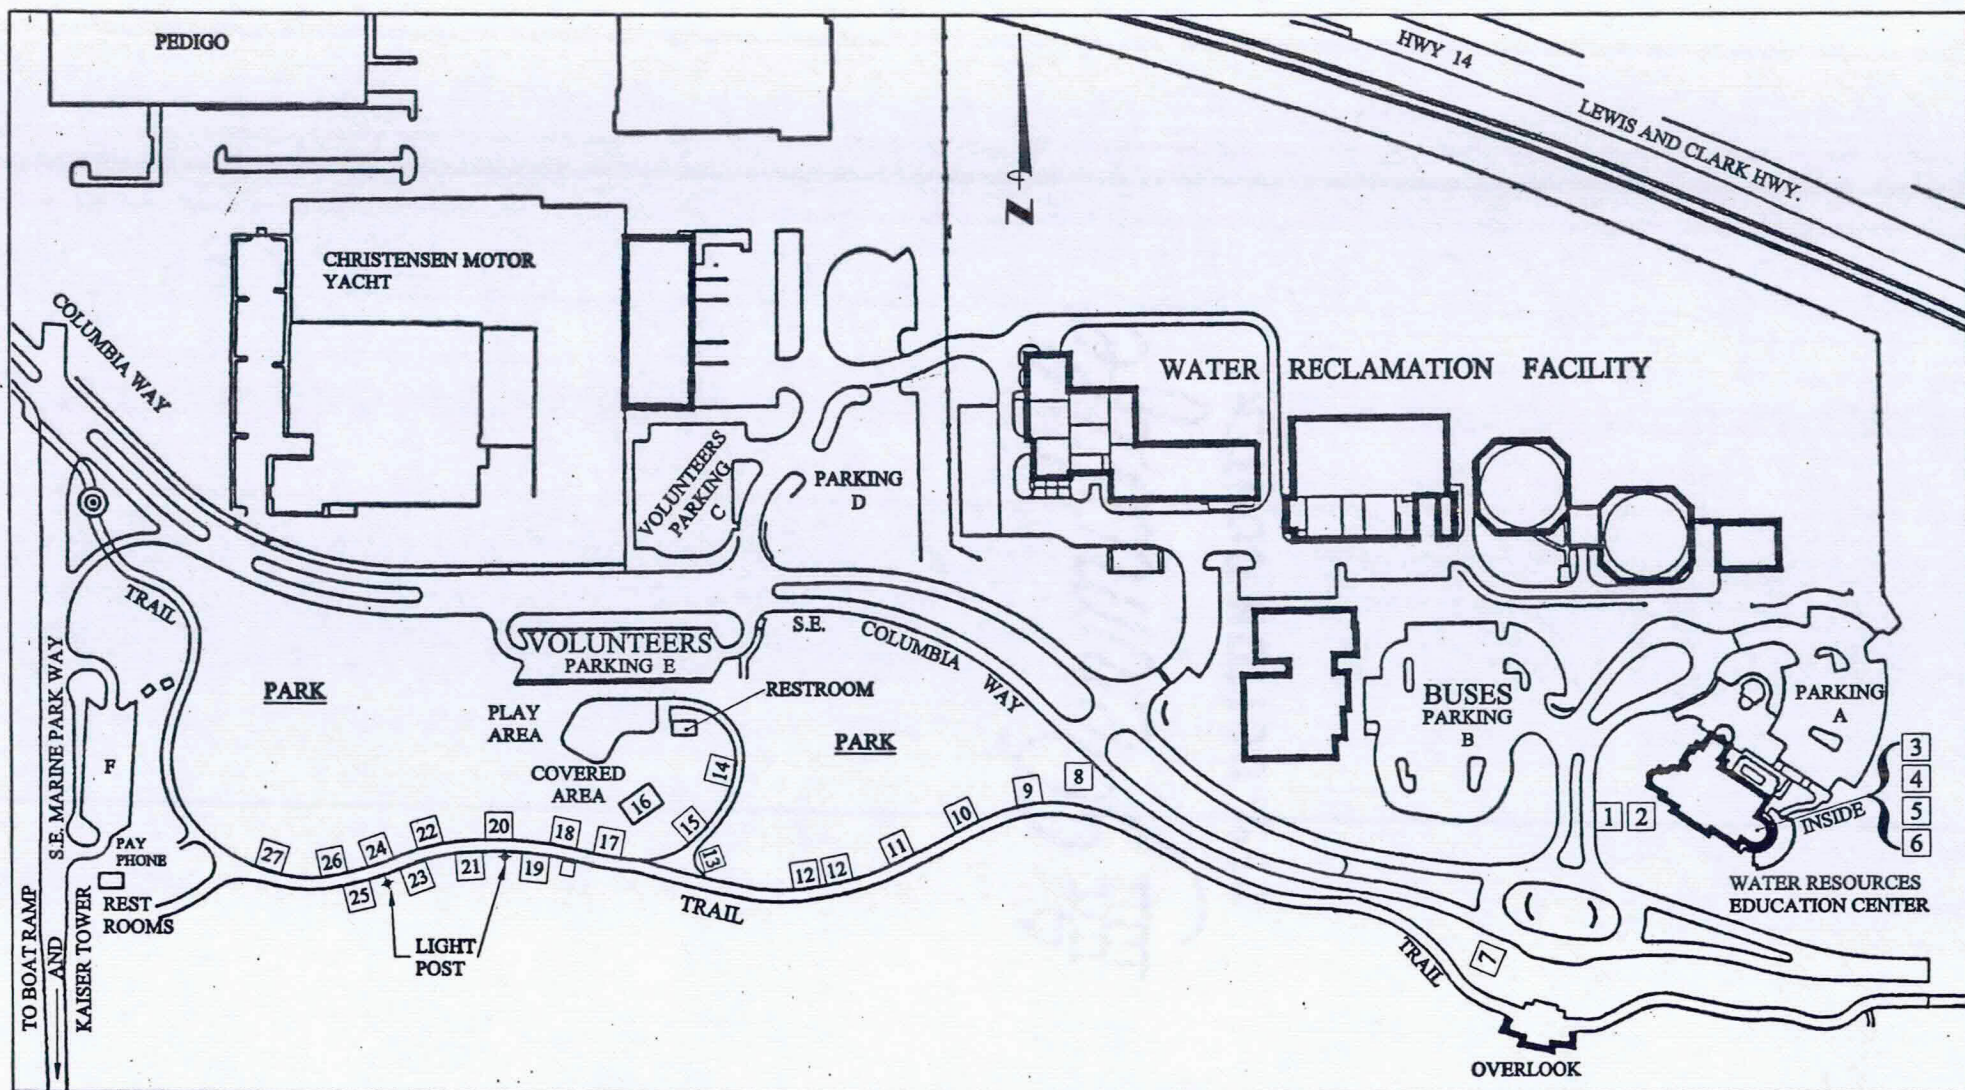 PEDIGO
HWY 14
LEWIS AND CLARK HWY.
N
CHRISTENSEN MOTOR
YACHT
COLUMBIA WAY
WATER RECLAMATION FACILITY
VOLUNTEERS
PARKING
C
PARKING
D
TRAIL
S.E. MARINE PARK WAY
VOLUNTEERS
PARKING E
S.E.
COLUMBIA
WAY
PARK
RESTROOM
PLAY
AREA
PARK
COVERED
AREA
BUSES
PARKING
B
PARKING
A
F
PAY
PHONE
REST
ROOMS
TO BOAT RAMP
AND
KAISER TOWER
27
26
25
24
23
22
21
20
19
18
17
16
15
14
13
12
12
11
10
9
8
7
1
2
3
4
5
6
INSIDE
WATER RESOURCES
EDUCATION CENTER
LIGHT
POST
TRAIL
TRAIL
OVERLOOK